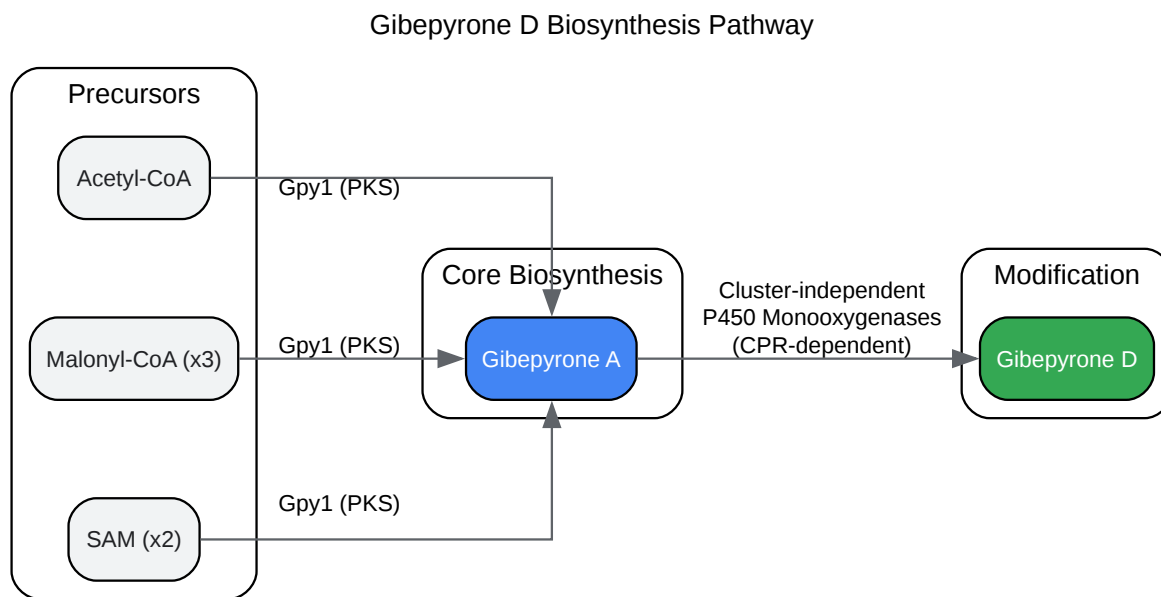 Gibepyrone D Biosynthesis Pathway
Precursors
Acetyl-CoA
Gpy1 (PKS)
Malonyl-CoA (x3)
Gpy1 (PKS)
SAM (x2)
Gpy1 (PKS)
Core Biosynthesis
Gibepyrone A
Cluster-independent
P450 Monooxygenases
(CPR-dependent)
Modification
Gibepyrone D